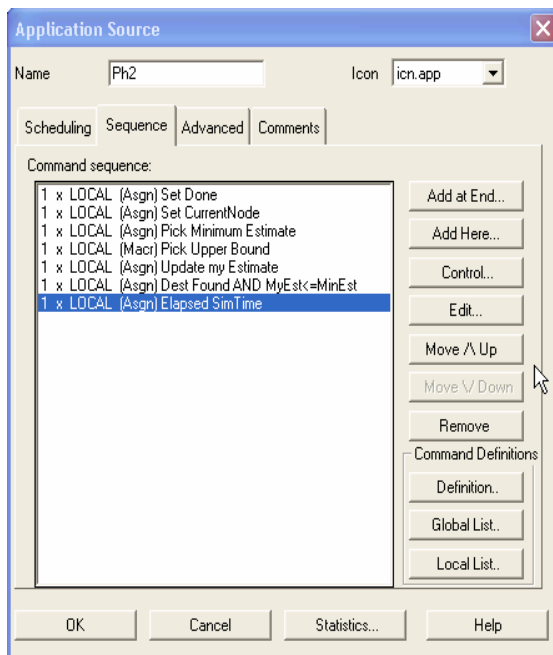 Application Source
Name Ph2 Icon icn.app
Scheduling Sequence Advanced Comments
Command sequence:
1 x LOCAL (Asgn) Set Done
1 x LOCAL (Asgn) Set CurrentNode
1 x LOCAL (Asgn) Pick Minimum Estimate
1 x LOCAL (Macr) Pick Upper Bound
1 x LOCAL (Asgn) Update my Estimate
1 x LOCAL (Asgn) Dest Found AND MyEst<=MinEst
1 x LOCAL (Asgn) Elapsed SimTime
Add at End...
Add Here...
Control...
Edit...
Move /\ Up
Move \/ Down
Remove
Command Definitions
Definition..
Global List..
Local List..
OK Cancel Statistics... Help